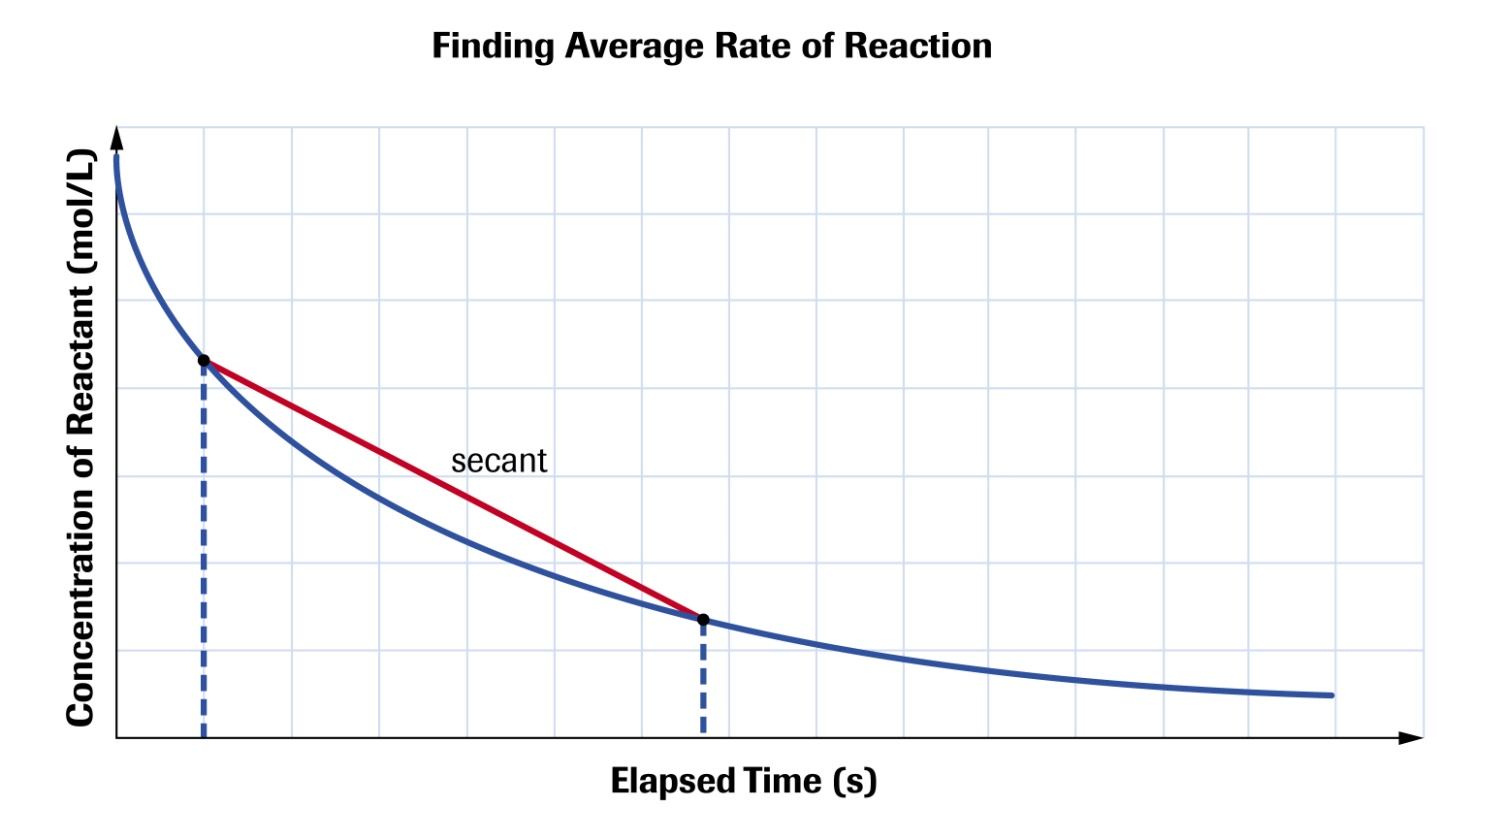 Finding Average Rate of Reaction
Concentration of Reactant (mol/L)
secant
Elapsed Time (s)